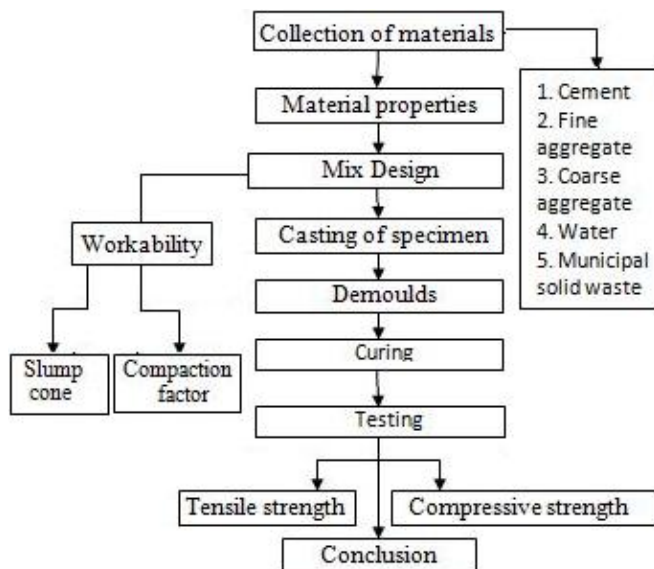 Collection of materials
1. Cement
2. Fine
aggregate
3. Coarse
aggregate
4. Water
5. Municipal
solid waste
Material properties
Mix Design
Workability
Casting of specimen
Demoulds
Slump
cone
Compaction
factor
Curing
Testing
Tensile strength
Compressive strength
Conclusion